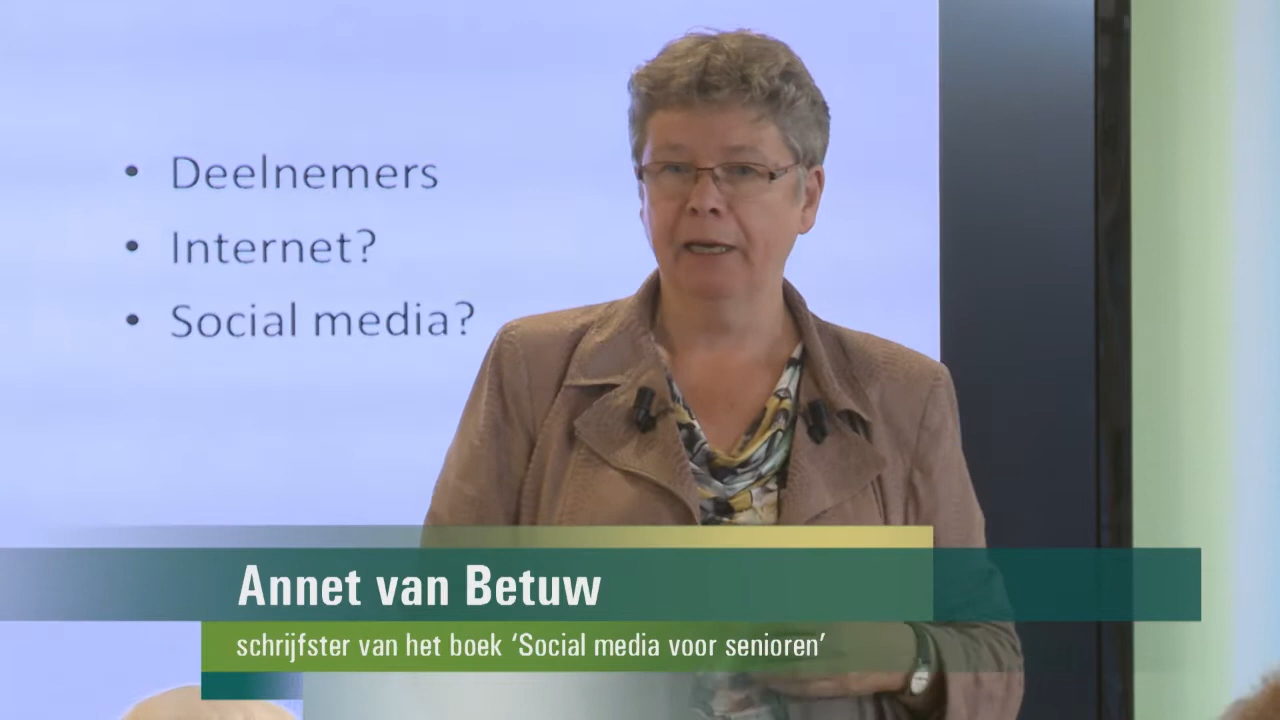 • Deelnemers
• Internet?
• Social media?
Annet van Betuw
schrijfster van het boek ‘Social media voor senioren’